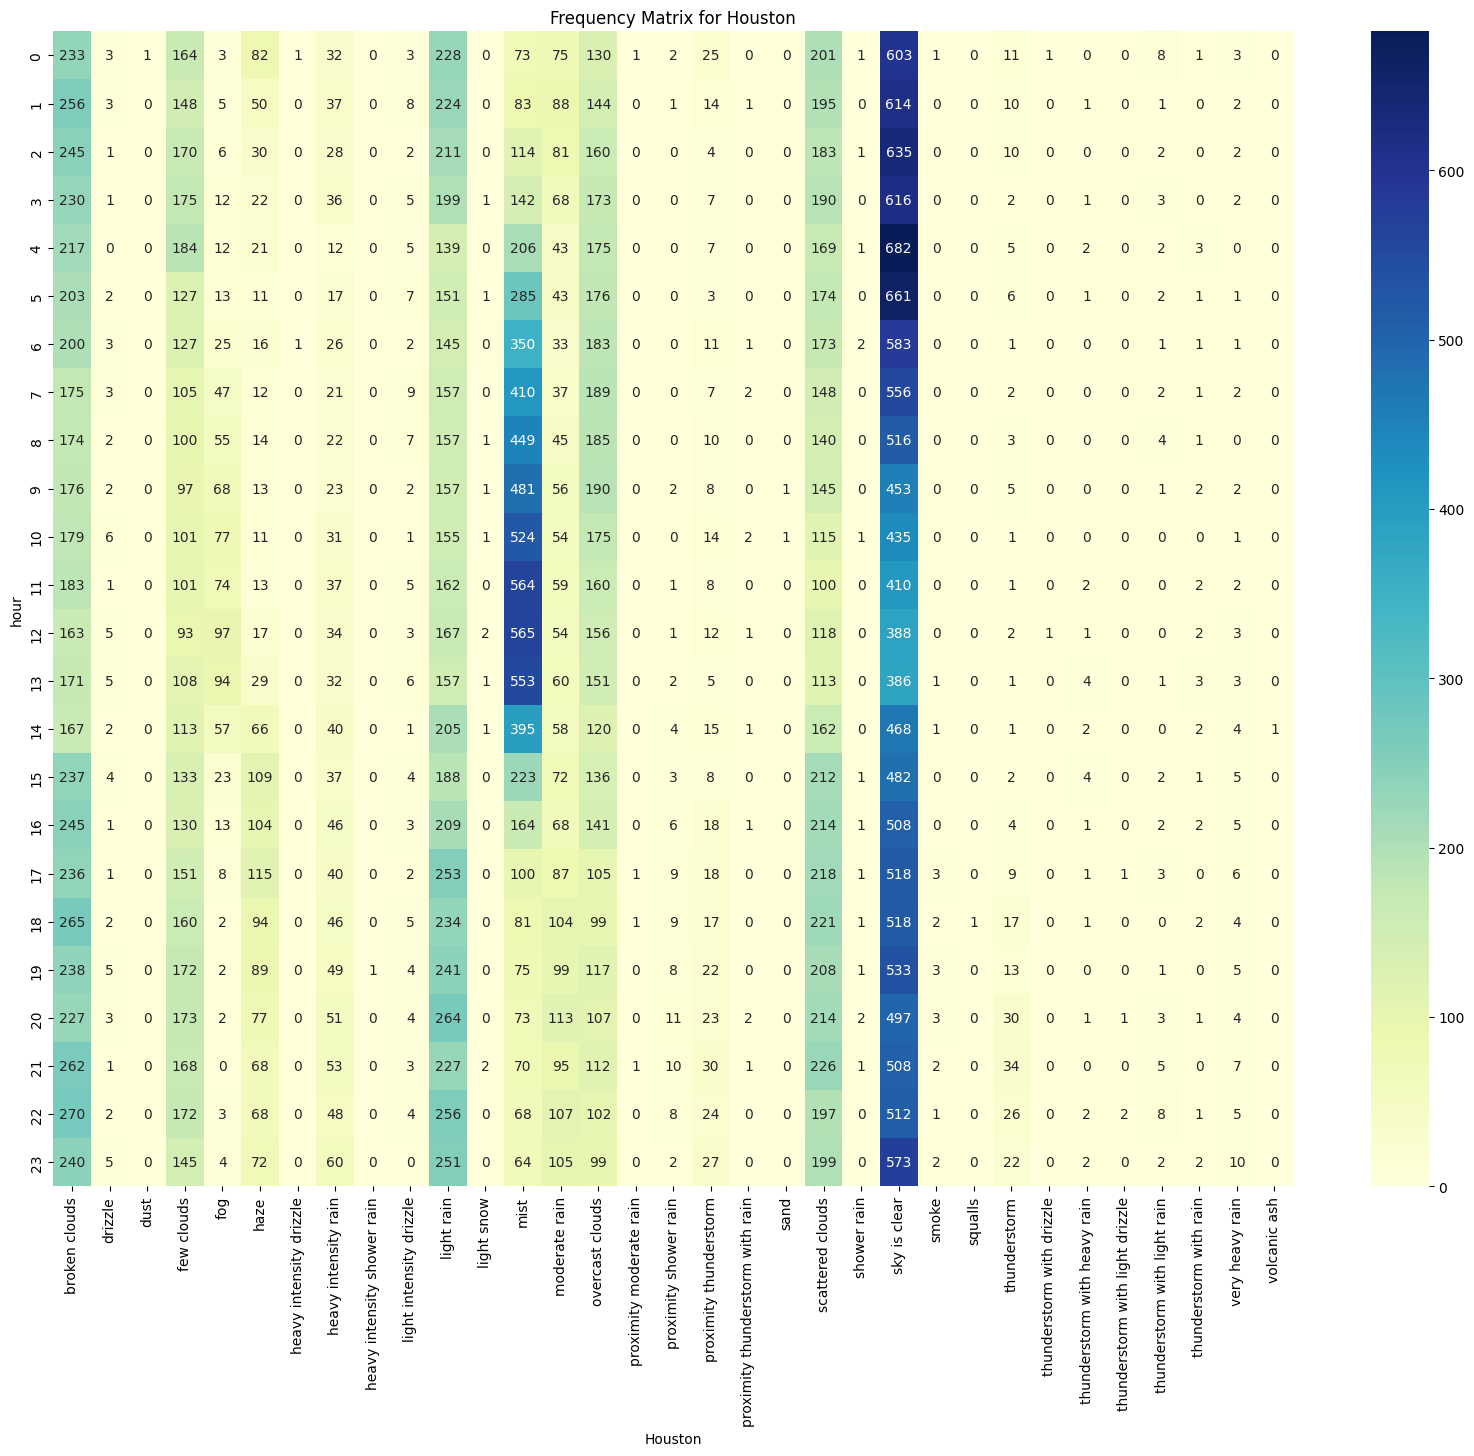 Frequency Matrix for Houston
0 233 3 1 164 3 82 1 32 0 3 228 0 73 75 130 1 2 25 0 0 201 1 603 1 0 11 1 0 0 8 1 3 0
1 256 3 0 148 5 50 0 37 0 8 224 0 83 88 144 0 1 14 1 0 195 0 614 0 0 10 0 1 0 1 0 2 0
2 245 1 0 170 6 30 0 28 0 2 211 0 114 81 160 0 0 4 0 0 183 1 635 0 0 10 0 0 0 2 0 2 0
3 230 1 0 175 12 22 0 36 0 5 199 1 142 68 173 0 0 7 0 0 190 0 616 0 0 2 0 1 0 3 0 2 0
4 217 0 0 184 12 21 0 12 0 5 139 0 206 43 175 0 0 7 0 0 169 1 682 0 0 5 0 2 0 2 3 0 0
5 203 2 0 127 13 11 0 17 0 7 151 1 285 43 176 0 0 3 0 0 174 0 661 0 0 6 0 1 0 2 1 1 0
6 200 3 0 127 25 16 1 26 0 2 145 0 350 33 183 0 0 11 1 0 173 2 583 0 0 1 0 0 0 1 1 1 0
7 175 3 0 105 47 12 0 21 0 9 157 0 410 37 189 0 0 7 2 0 148 0 556 0 0 2 0 0 0 2 1 2 0
8 174 2 0 100 55 14 0 22 0 7 157 1 449 45 185 0 0 10 0 0 140 0 516 0 0 3 0 0 0 4 1 0 0
9 176 2 0 97 68 13 0 23 0 2 157 1 481 56 190 0 2 8 0 1 145 0 453 0 0 5 0 0 0 1 2 2 0
10 179 6 0 101 77 11 0 31 0 1 155 1 524 54 175 0 0 14 2 1 115 1 435 0 0 1 0 0 0 0 0 1 0
11 183 1 0 101 74 13 0 37 0 5 162 0 564 59 160 0 1 8 0 0 100 0 410 0 0 1 0 2 0 0 2 2 0
12 163 5 0 93 97 17 0 34 0 3 167 2 565 54 156 0 1 12 1 0 118 0 388 0 0 2 1 1 0 0 2 3 0
13 171 5 0 108 94 29 0 32 0 6 157 1 553 60 151 0 2 5 0 0 113 0 386 1 0 1 0 4 0 1 3 3 0
14 167 2 0 113 57 66 0 40 0 1 205 1 395 58 120 0 4 15 1 0 162 0 468 1 0 1 0 2 0 0 2 4 1
15 237 4 0 133 23 109 0 37 0 4 188 0 223 72 136 0 3 8 0 0 212 1 482 0 0 2 0 4 0 2 1 5 0
16 245 1 0 130 13 104 0 46 0 3 209 0 164 68 141 0 6 18 1 0 214 1 508 0 0 4 0 1 0 2 2 5 0
17 236 1 0 151 8 115 0 40 0 2 253 0 100 87 105 1 9 18 0 0 218 1 518 3 0 9 0 1 1 3 0 6 0
18 265 2 0 160 2 94 0 46 0 5 234 0 81 104 99 1 9 17 0 0 221 1 518 2 1 17 0 1 0 0 2 4 0
19 238 5 0 172 2 89 0 49 1 4 241 0 75 99 117 0 8 22 0 0 208 1 533 3 0 13 0 0 0 1 0 5 0
20 227 3 0 173 2 77 0 51 0 4 264 0 73 113 107 0 11 23 2 0 214 2 497 3 0 30 0 1 1 3 1 4 0
21 262 1 0 168 0 68 0 53 0 3 227 2 70 95 112 1 10 30 1 0 226 1 508 2 0 34 0 0 0 5 0 7 0
22 270 2 0 172 3 68 0 48 0 4 256 0 68 107 102 0 8 24 0 0 197 1 512 1 0 26 0 2 2 8 1 5 0
23 240 5 0 145 4 72 0 60 0 0 251 0 64 105 99 0 2 27 0 0 199 0 573 2 0 22 0 2 0 2 2 10 0
hour
broken clouds
drizzle
dust
few clouds
fog
haze
heavy intensity drizzle
heavy intensity rain
heavy intensity shower rain
light intensity drizzle
light rain
light snow
mist
moderate rain
overcast clouds
proximity moderate rain
proximity shower rain
proximity thunderstorm
proximity thunderstorm with rain
sand
scattered clouds
shower rain
sky is clear
smoke
squalls
thunderstorm
thunderstorm with drizzle
thunderstorm with heavy rain
thunderstorm with light drizzle
thunderstorm with light rain
thunderstorm with rain
very heavy rain
volcanic ash
Houston
600
500
400
300
200
100
0